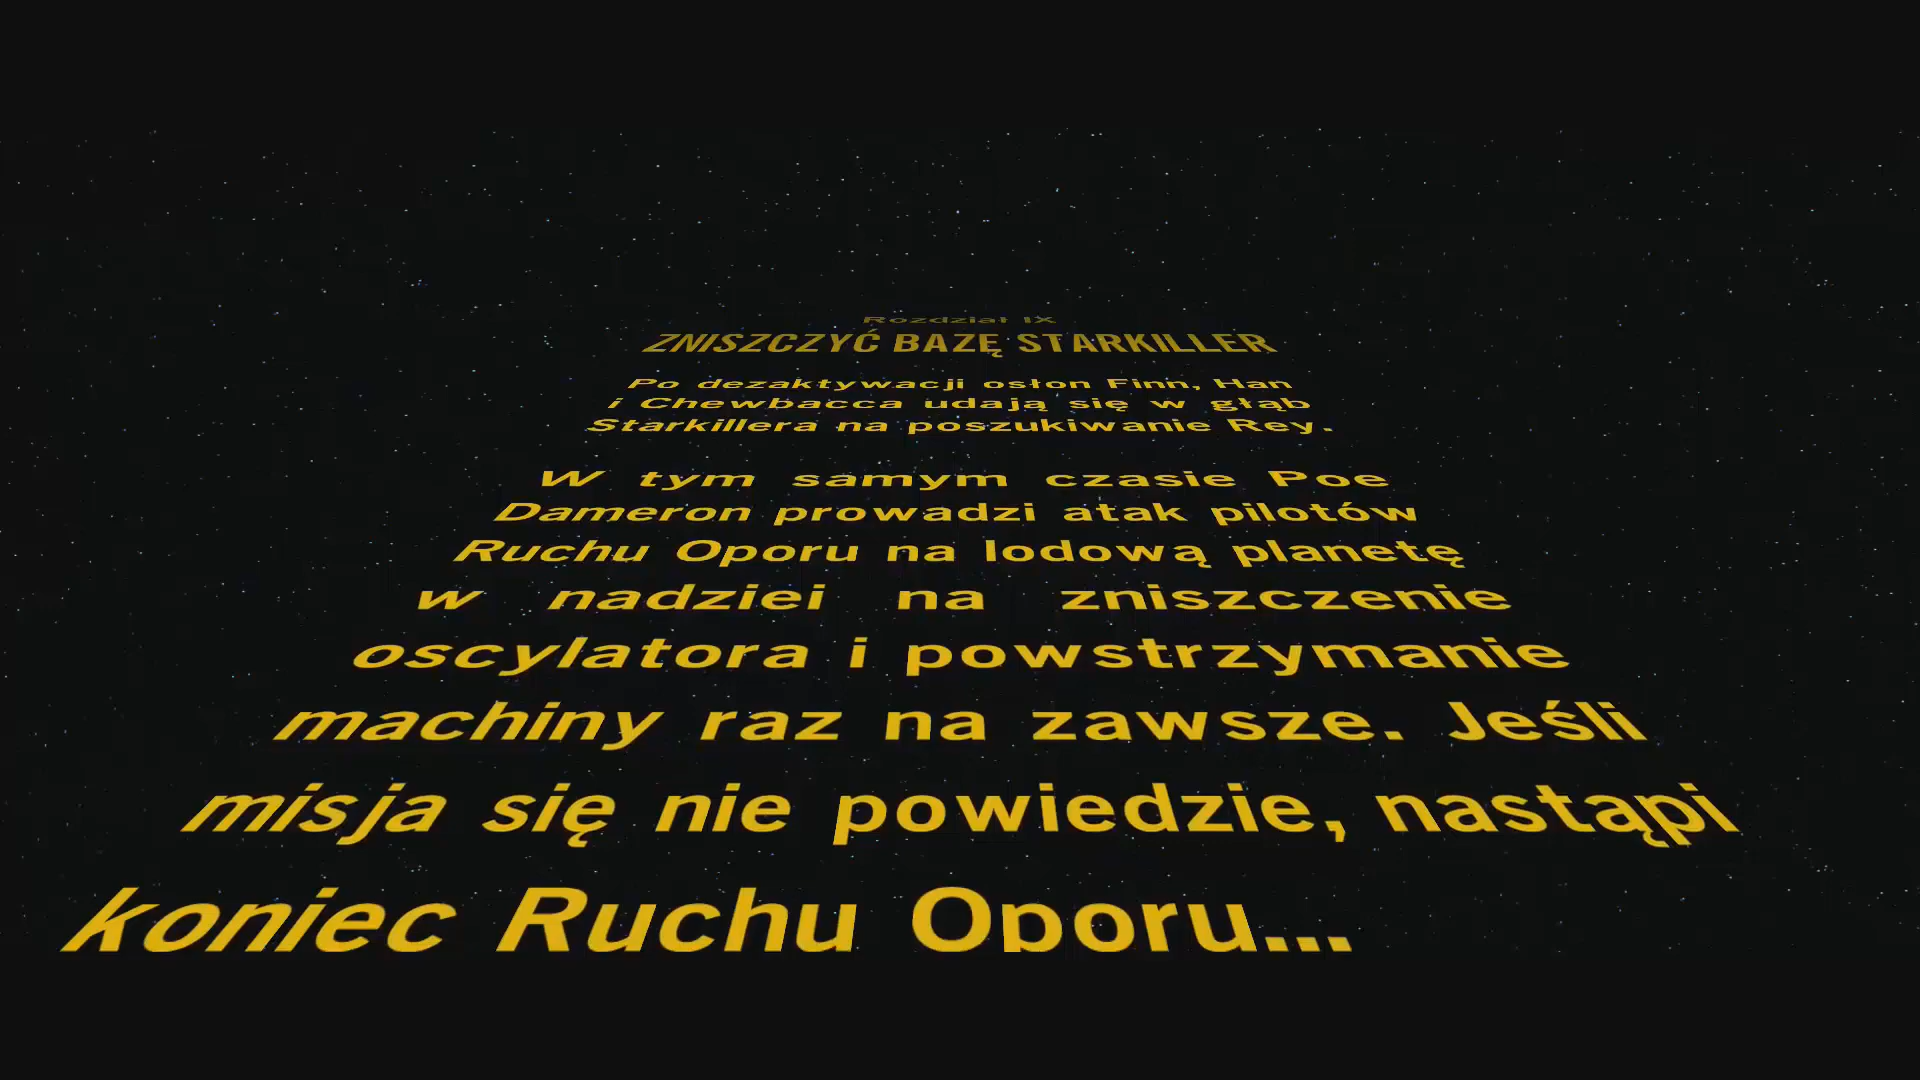 Rozdział IX
ZNISZCZYĆ BAZĘ STARKILLER
Po dezaktywacji osłon Finn, Han
i Chewbacca udają się w głąb
Starkillera na poszukiwanie Rey.
W tym samym czasie Poe
Dameron prowadzi atak pilotów
Ruchu Oporu na lodową planetę
w nadziei na zniszczenie
oscylatora i powstrzymanie
machiny raz na zawsze. Jeśli
misja się nie powiedzie, nastąpi
koniec Ruchu Oporu...